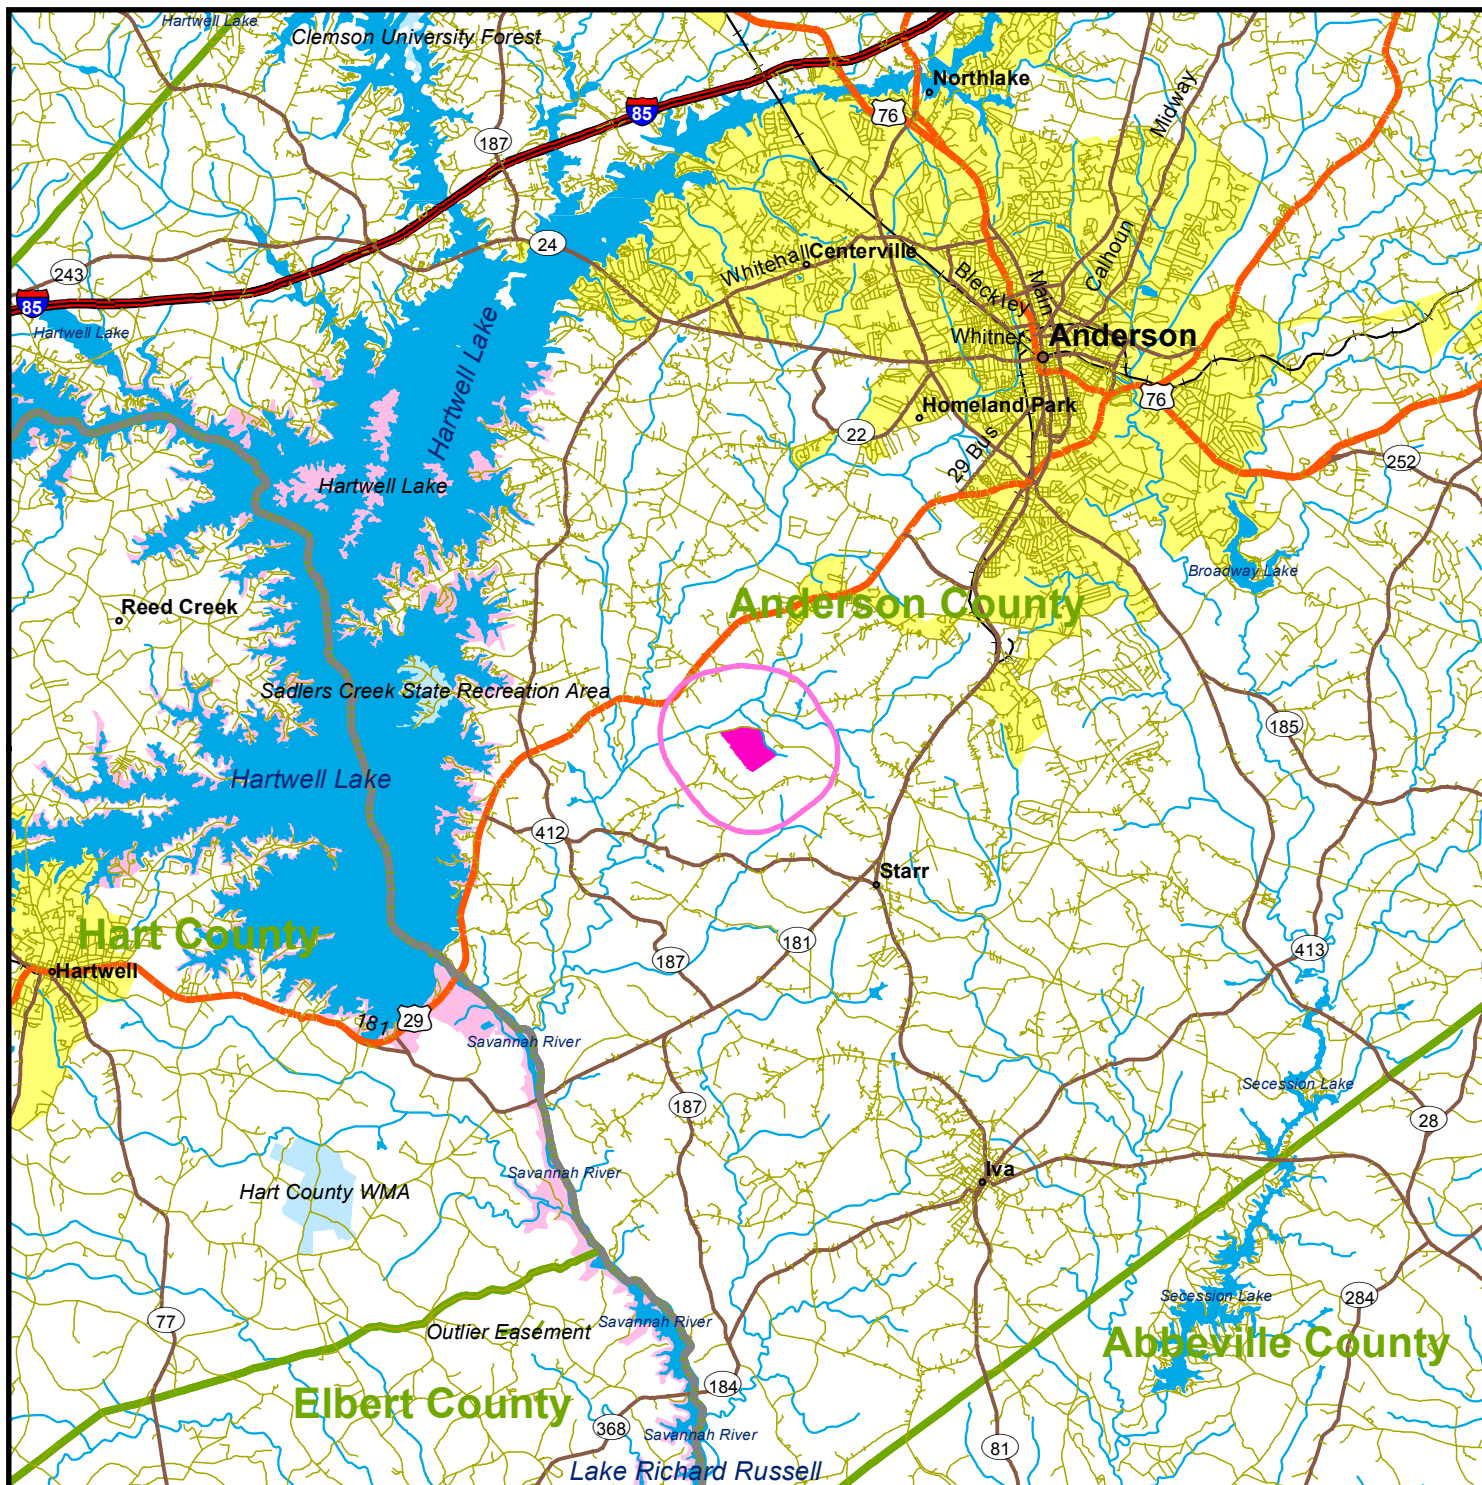 Hartwell Lake
Clemson University Forest
Northlake
85
76
Midway
187
24
Whitehall
Centerville
243
85
Hartwell Lake
Bleckley
Main
Calhoun
Whitner
Anderson
Hartwell Lake
76
Homeland Park
22
29 Bus
252
Hartwell Lake
Broadway Lake
Reed Creek
Anderson County
Sadlers Creek State Recreation Area
185
Hartwell Lake
412
Starr
Hart County
181
187
413
Hartwell
181
29
Savannah River
Secession Lake
187
28
Savannah River
Iva
Hart County WMA
Secession Lake
284
77
Savannah River
Outlier Easement
Abbeville County
184
Elbert County
368
Savannah River
81
Lake Richard Russell